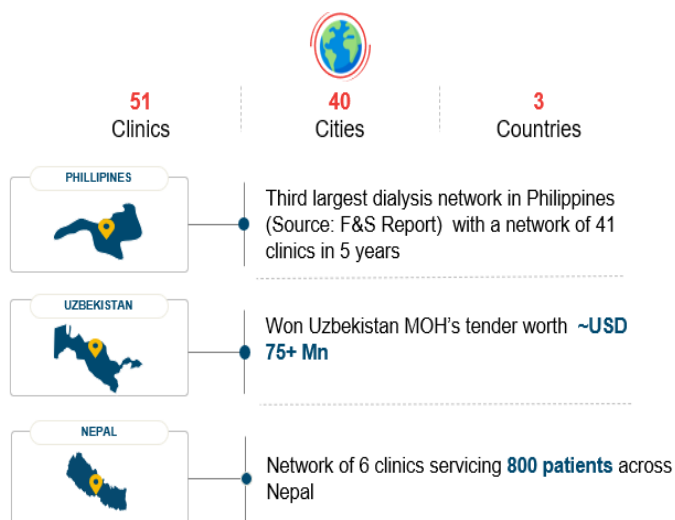 51
Clinics
40
Cities
3
Countries
PHILLIPINES
Third largest dialysis network in Philippines
(Source: F&S Report) with a network of 41
clinics in 5 years
UZBEKISTAN
Won Uzbekistan MOH's tender worth ~USD
75+ Mn
NEPAL
Network of 6 clinics servicing 800 patients across
Nepal